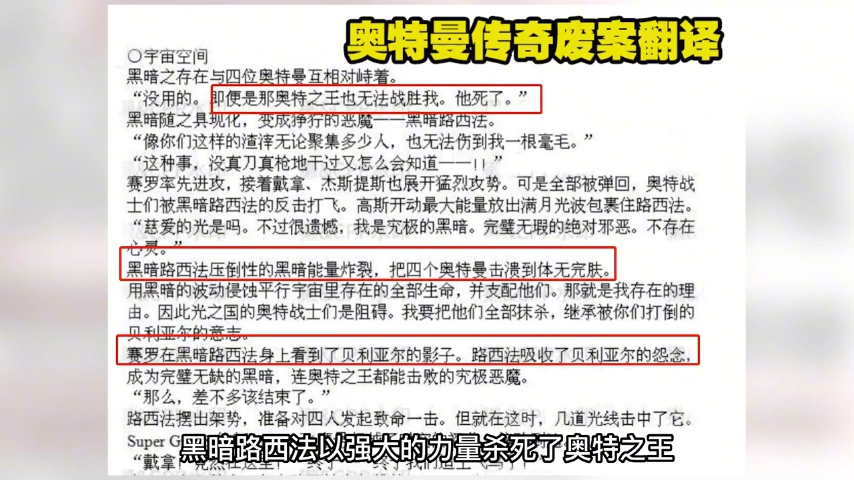 奥特曼传奇废案翻译
〇宇宙空间
黑暗之存在与四位奥特曼互相对峙着。
“没用的。即便是那奥特之王也无法战胜我。他死了。”
黑暗随之具现化，变成狰狞的恶魔——黑暗路西法。
“像你们这样的渣滓无论聚集多少人，也无法伤到我一根毫毛。”
“这种事，没真刀真枪地干过又怎么会知道——!!”
赛罗率先进攻，接着戴拿、杰斯提斯也展开猛烈攻势。可是全部被弹回，奥特战
士们被黑暗路西法的反击打飞。高斯开动最大能量放出满月光波包裹住路西法。
“慈爱的光是吗。不过很遗憾，我是究极的黑暗。完璧无瑕的绝对邪恶。不存在
心灵。”
黑暗路西法压倒性的黑暗能量炸裂，把四个奥特曼击溃到体无完肤。
用黑暗的波动侵蚀平行宇宙里存在的全部生命，并支配他们。那就是我存在的理
由。因此光之国的奥特战士们是阻碍。我要把他们全部抹杀，继承被你们打倒的
贝利亚尔的意志。
赛罗在黑暗路西法身上看到了贝利亚尔的影子。路西法吸收了贝利亚尔的怨念，
成为完璧无缺的黑暗，连奥特之王都能击败的究极恶魔。
“那么，差不多该结束了。”
路西法摆出架势，准备对四人发起致命一击。但就在这时，几道光线击中了它。
Super G
黑暗路西法以强大的力量杀死了奥特之王
“戴拿！